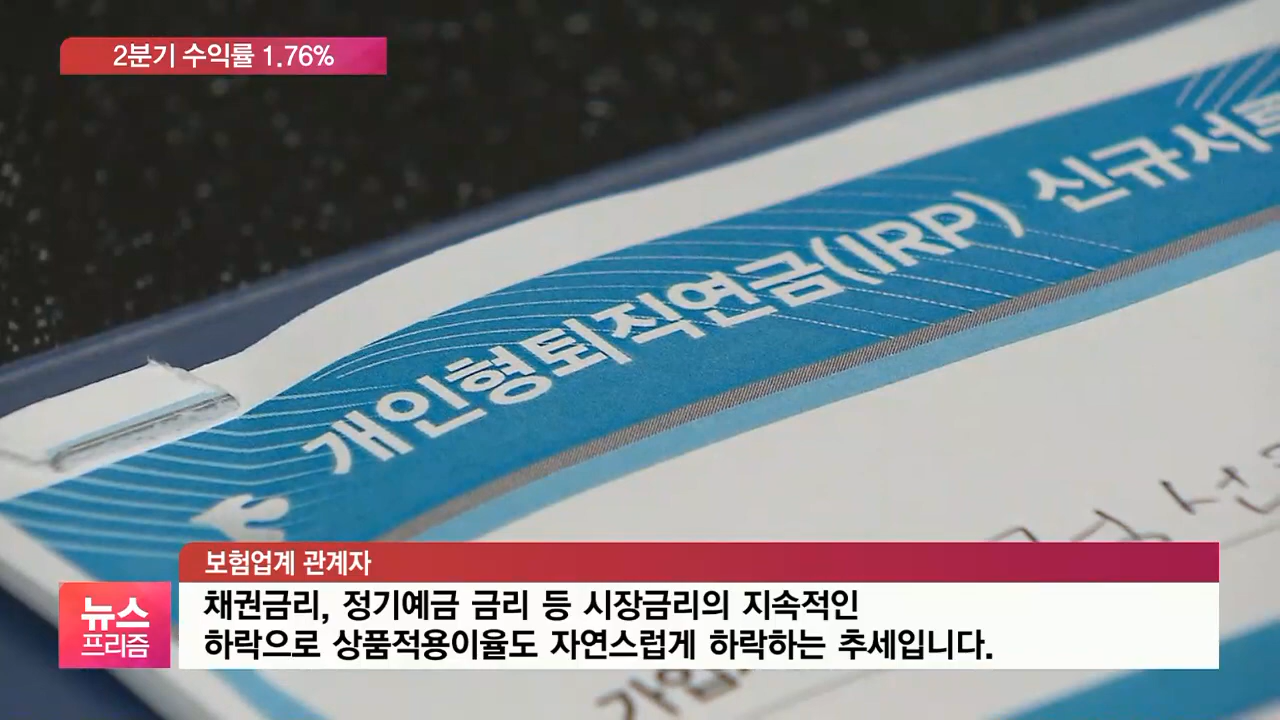 2분기 수익률 1.76%
개인형퇴직연금(IRP) 신규서류
보험업계 관계자
뉴스
프리즘
채권금리, 정기예금 금리 등 시장금리의 지속적인
하락으로 상품적용이율도 자연스럽게 하락하는 추세입니다.